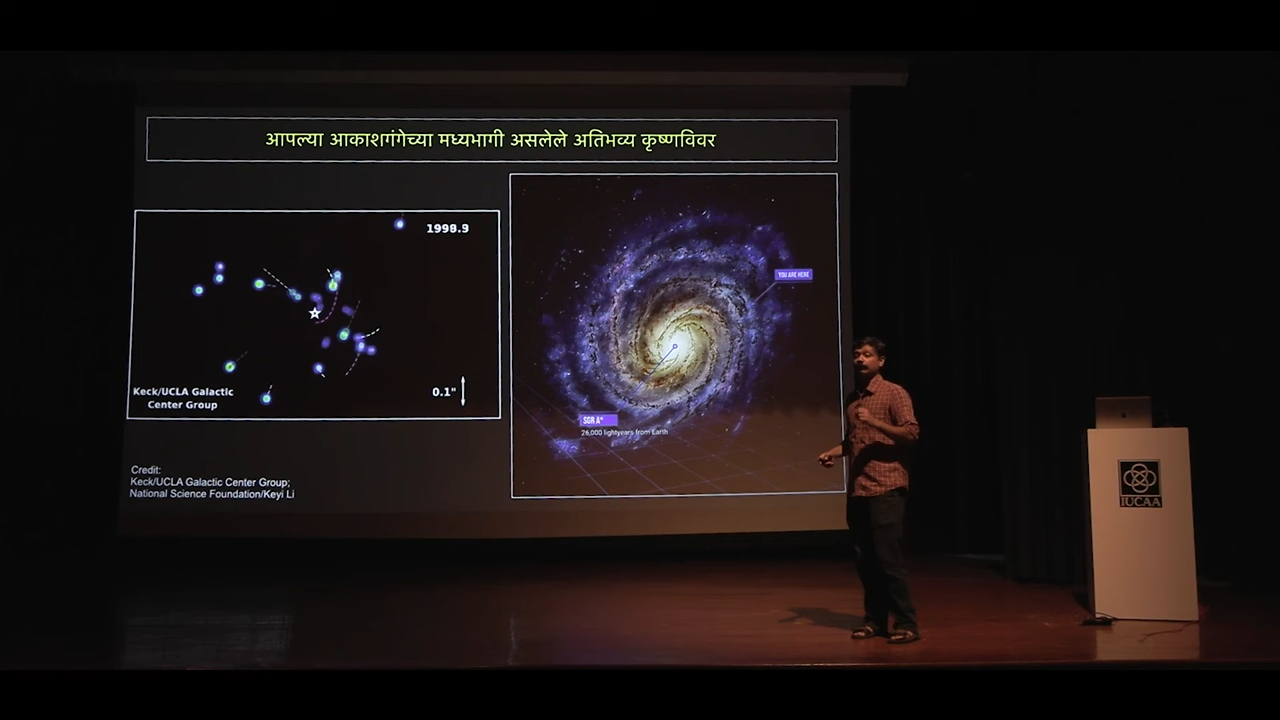 आपल्या आकाशगंगेच्या मध्यभागी असलेले अतिभव्य कृष्णविवर
1998.9
Keck/UCLA Galactic
Center Group
0.1"
YOU ARE HERE
SGR A*
26,000 lightyears from Earth
Credit:
Keck/UCLA Galactic Center Group;
National Science Foundation/Keyi Li
IUCAA